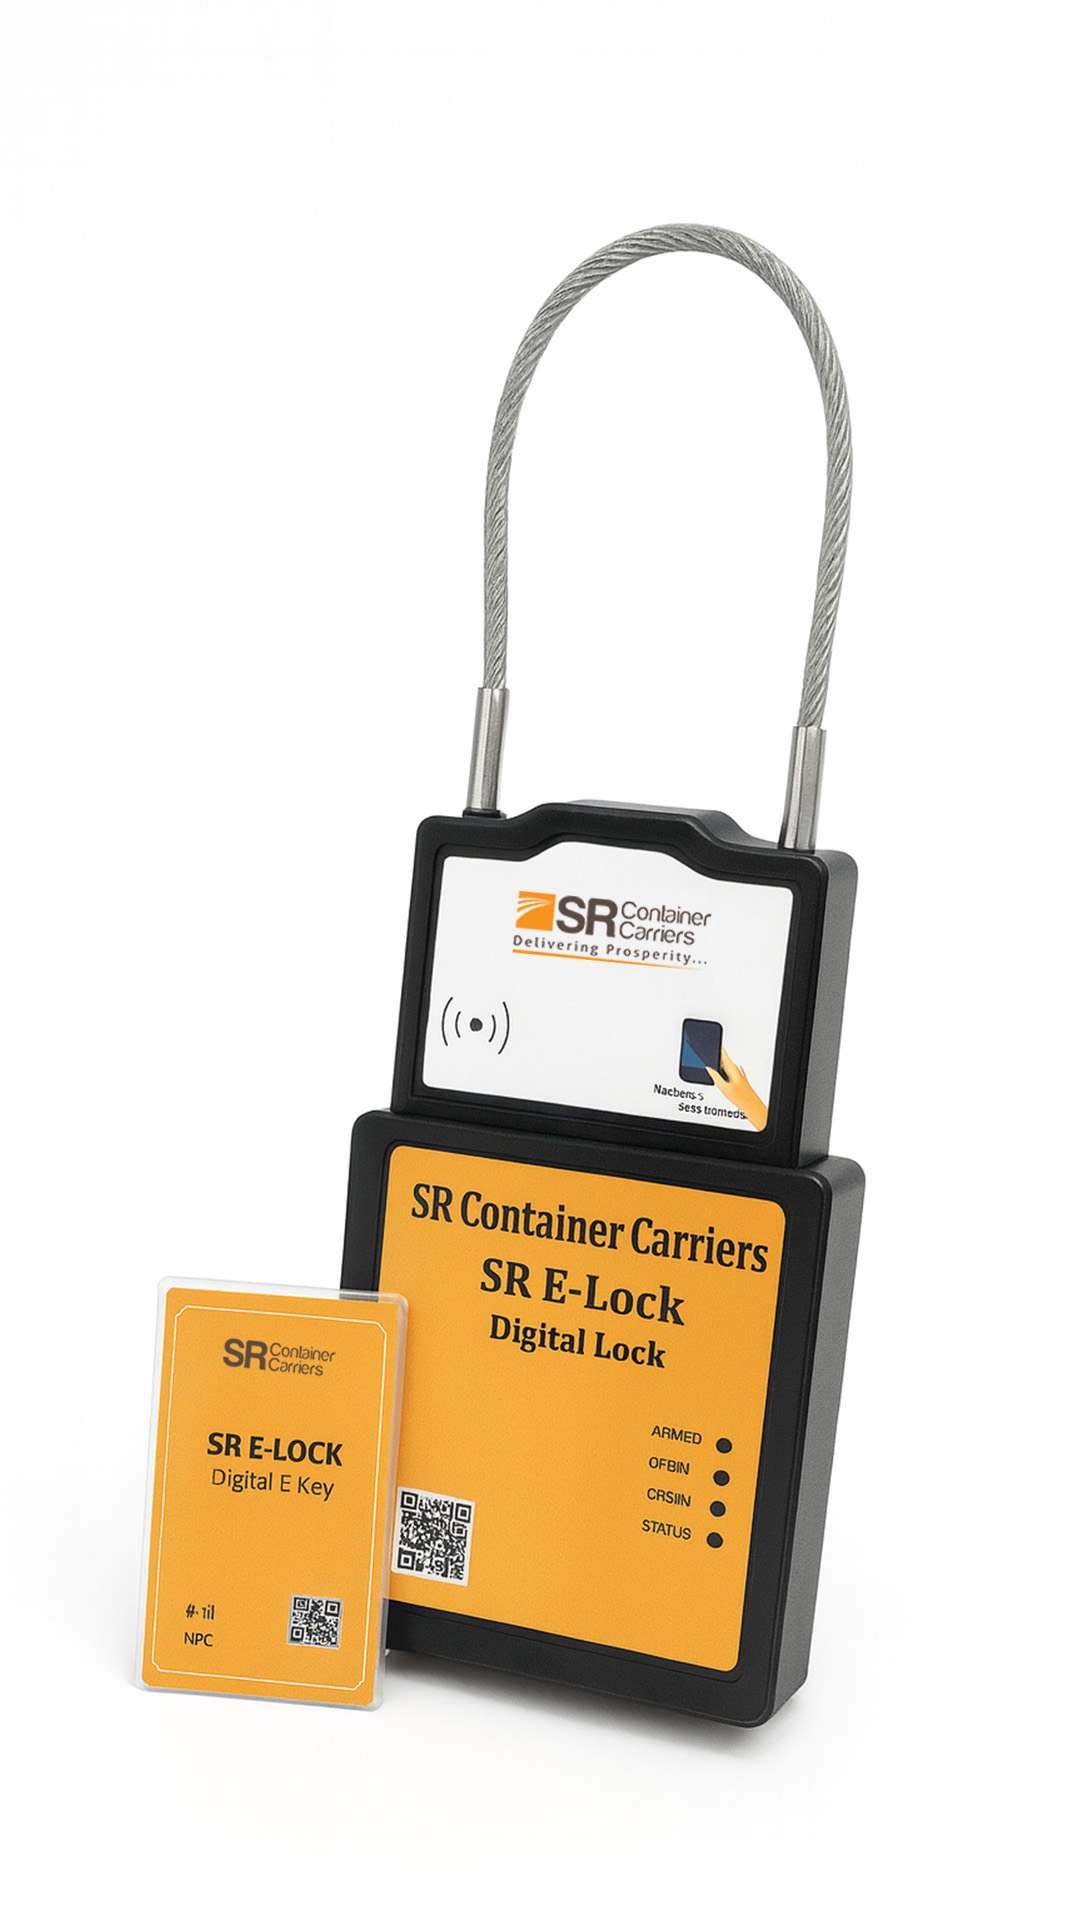 SR Container
Carriers
Delivering Prosperity...
Nacbens s
Sess tromeds
SR Container Carriers
SR E-Lock
Digital Lock
ARMED
OFBIN
CRSIIN
STATUS
SR Container
Carriers
SR E-LOCK
Digital E Key
NPC